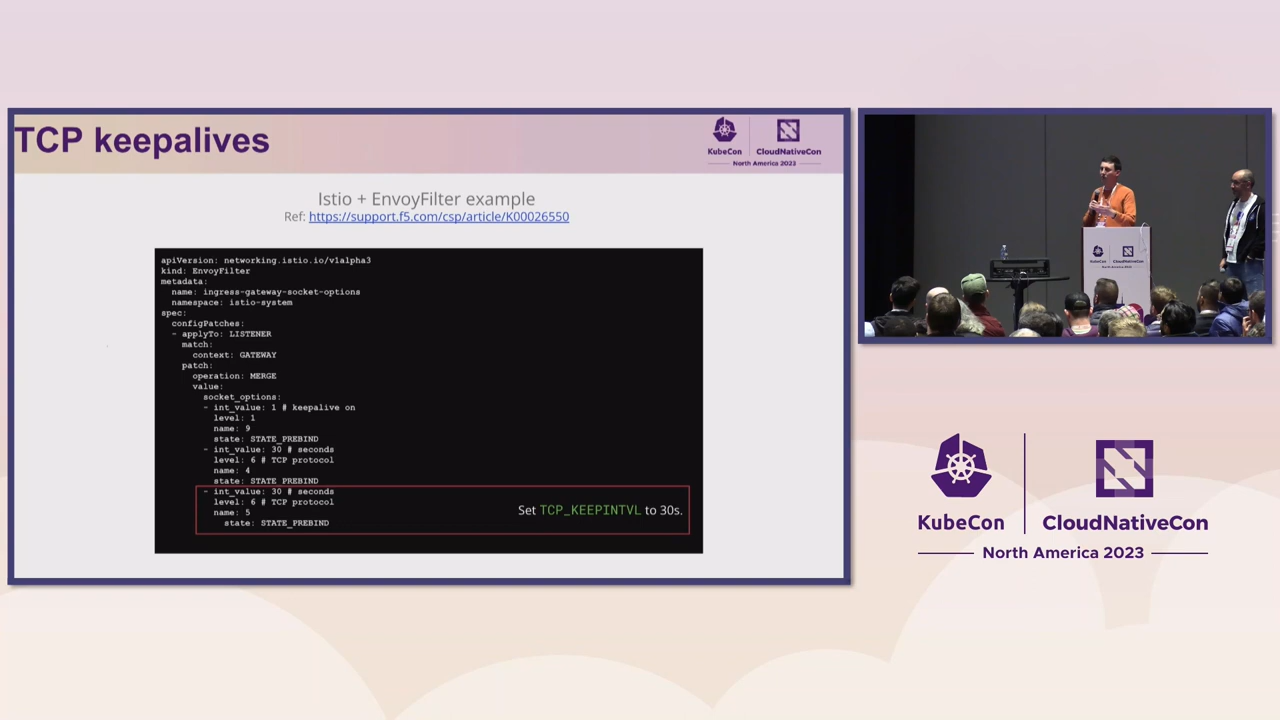 TCP keepalives
KubeCon
CloudNativeCon
North America 2023
Istio + EnvoyFilter example
Ref: https://support.f5.com/csp/article/K00026550
apiVersion: networking.istio.io/v1alpha3
kind: EnvoyFilter
metadata:
  name: ingress-gateway-socket-options
  namespace: istio-system
spec:
  configPatches:
  - applyTo: LISTENER
    match:
      context: GATEWAY
    patch:
      operation: MERGE
      value:
        socket_options:
        - int_value: 1 # keepalive on
          level: 1
          name: 9
          state: STATE_PREBIND
        - int_value: 30 # seconds
          level: 6 # TCP protocol
          name: 4
          state: STATE_PREBIND
        - int_value: 30 # seconds
          level: 6 # TCP protocol
          name: 5
            state: STATE_PREBIND
Set TCP_KEEPINTVL to 30s.
KubeCon
CloudNativeCon
KubeCon
CloudNativeCon
North America 2023